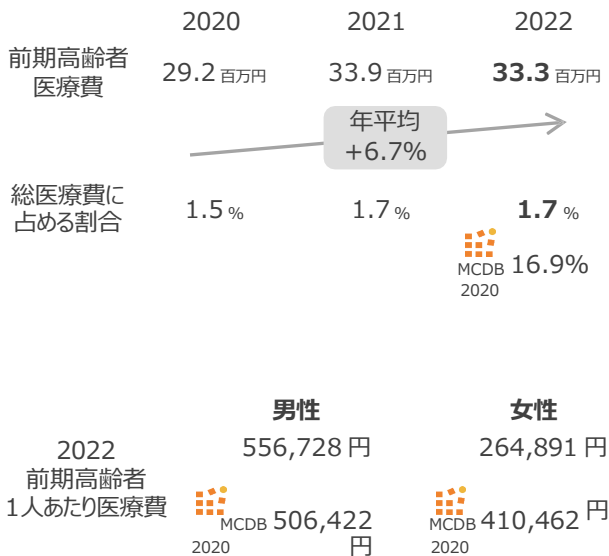 2020 2021 2022
前期高齢者
医療費
29.2 百万円 33.9 百万円 33.3 百万円
年平均
+6.7%
総医療費に
占める割合
1.5 % 1.7 % 1.7 %
MCDB 16.9%
2020
男性 女性
2022
前期高齢者
1人あたり医療費
556,728 円 264,891 円
MCDB 506,422
円
2020
MCDB 410,462 円
2020